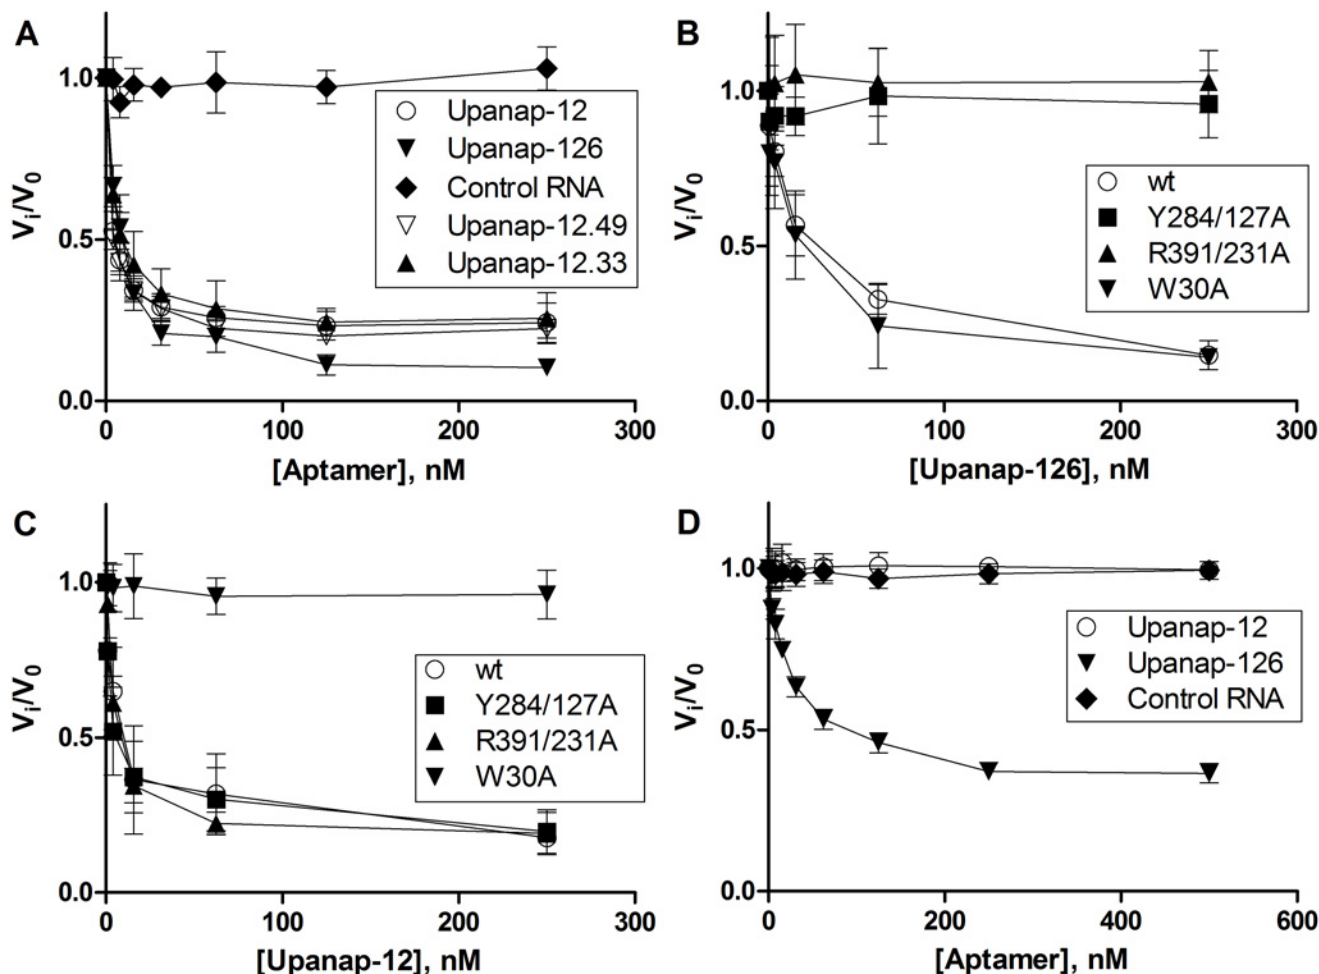 A
1.0
0.5
0.0
V_i/V_0
0 100 200 300
[Aptamer], nM
Upanap-12
Upanap-126
Control RNA
Upanap-12.49
Upanap-12.33
B
1.0
0.5
0.0
V_i/V_0
0 100 200 300
[Upanap-126], nM
wt
Y284/127A
R391/231A
W30A
C
1.0
0.5
0.0
V_i/V_0
0 100 200 300
[Upanap-12], nM
wt
Y284/127A
R391/231A
W30A
D
1.0
0.5
0.0
V_i/V_0
0 200 400 600
[Aptamer], nM
Upanap-12
Upanap-126
Control RNA